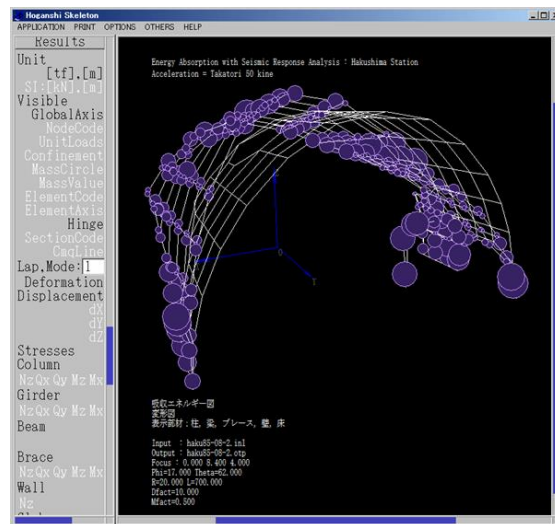 Hoganshi Skeleton
APPLICATION PRINT OPTIONS OTHERS HELP
Results
Unit
[tf].[m]
SI:[kN].[m]
Visible
GlobalAxis
NodeCode
UnitLoads
Confinement
MassCircle
MassValue
ElementCode
ElementAxis
Hinge
SectionCode
CmqLine
Lap,Mode:1
Deformation
Displacement
dX
dY
dZ
Stresses
Column
Nz Qx Qy Mz Mx
Girder
Nz Qx Qy Mz Mx
Beam
Brace
Nz Qx Qy Mz Mx
Wall
Nz
Energy Absorption with Seismic Response Analysis : Hakushima Station
Acceleration = Takatori 50 kine
吸収エネルギー図
変形図
表示部材：柱，梁，ブレース，壁，床
Input : haku85-08-2.inl
Output : haku85-08-2.otp
Focus : 0.000 8.400 4.000
Phi=17.000 Theta=62.000
R=20.000 L=700.000
Dfact=10.000
Mfact=0.500